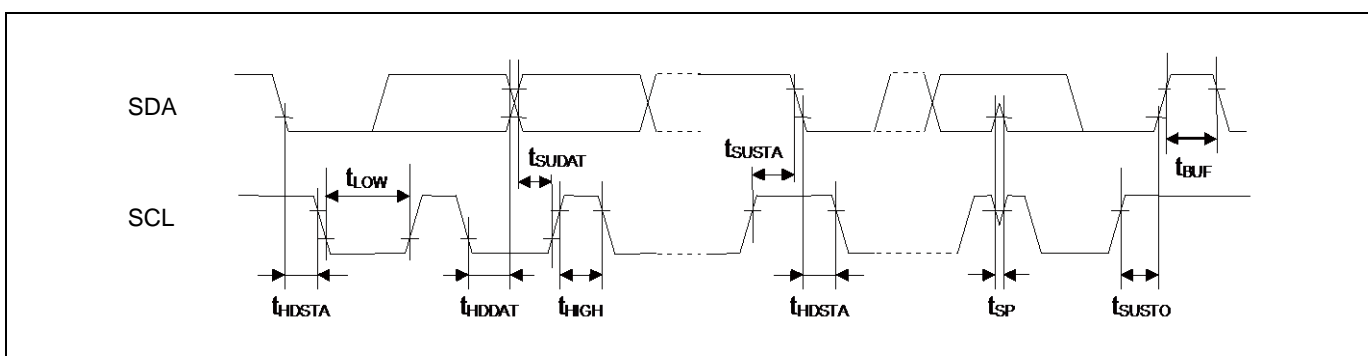 SDA
tSUDAT
tSUSTA
tBUF
tLOW
SCL
tHDSTA
tHDDAT
tHIGH
tHDSTA
tSP
tSUSTO